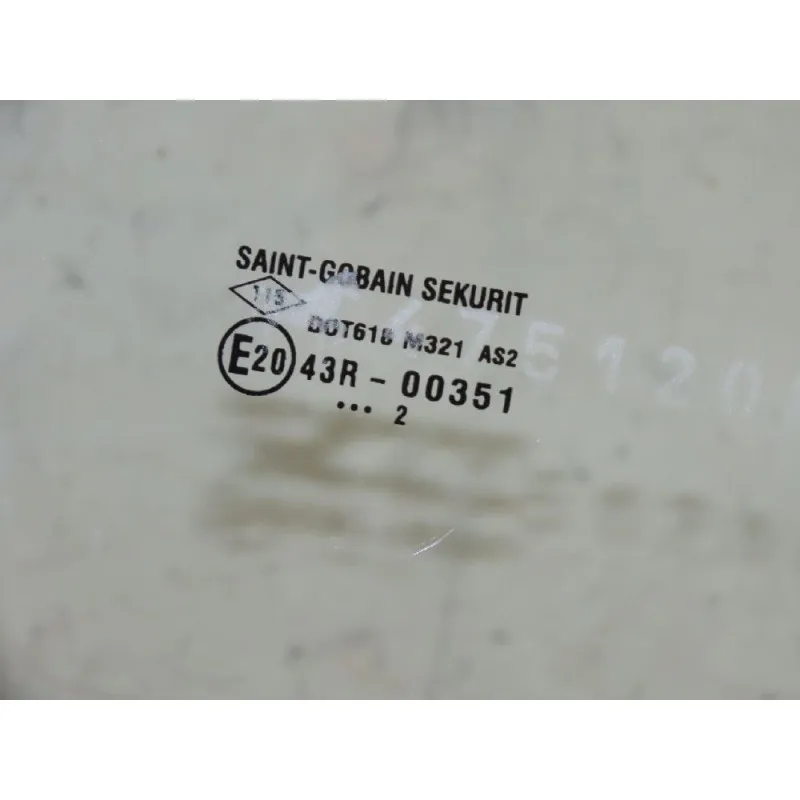 SAINT-GOBAIN SEKURIT
115
DOT618 M321 AS2
E20 43R - 00351
... 2